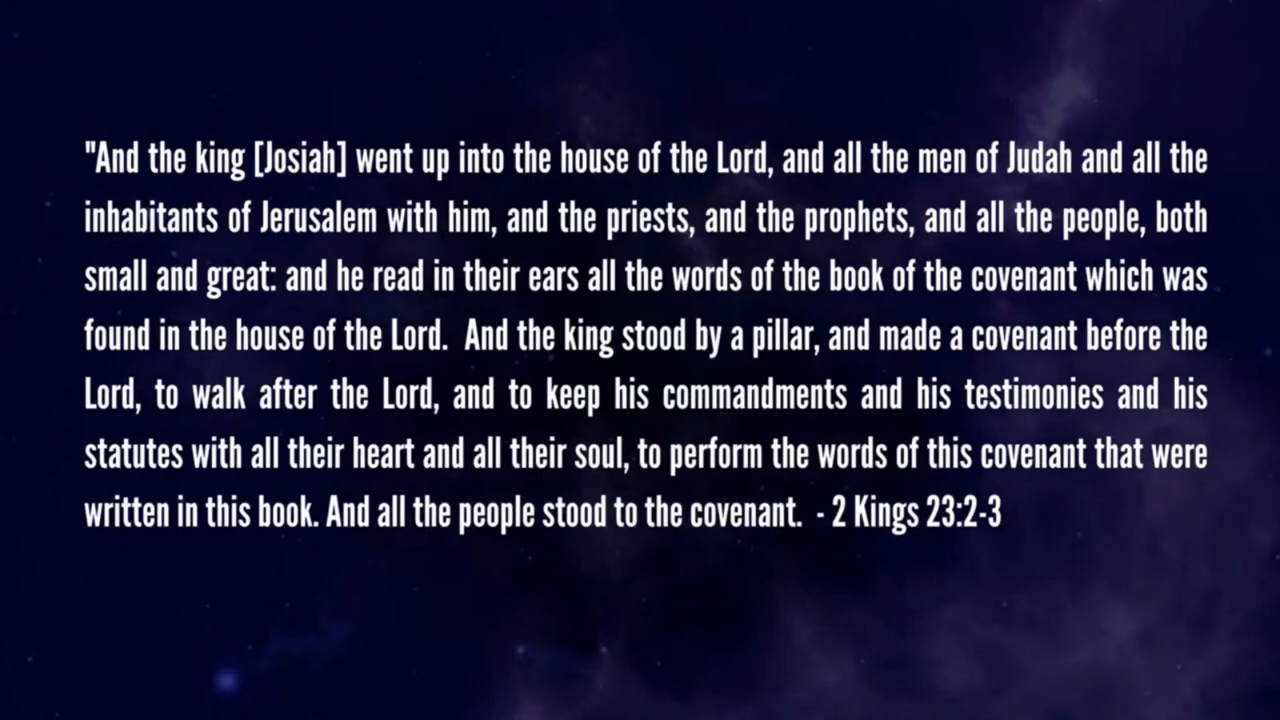 "And the king [Josiah] went up into the house of the Lord, and all the men of Judah and all the
inhabitants of Jerusalem with him, and the priests, and the prophets, and all the people, both
small and great: and he read in their ears all the words of the book of the covenant which was
found in the house of the Lord.  And the king stood by a pillar, and made a covenant before the
Lord, to walk after the Lord, and to keep his commandments and his testimonies and his
statutes with all their heart and all their soul, to perform the words of this covenant that were
written in this book. And all the people stood to the covenant.  - 2 Kings 23:2-3